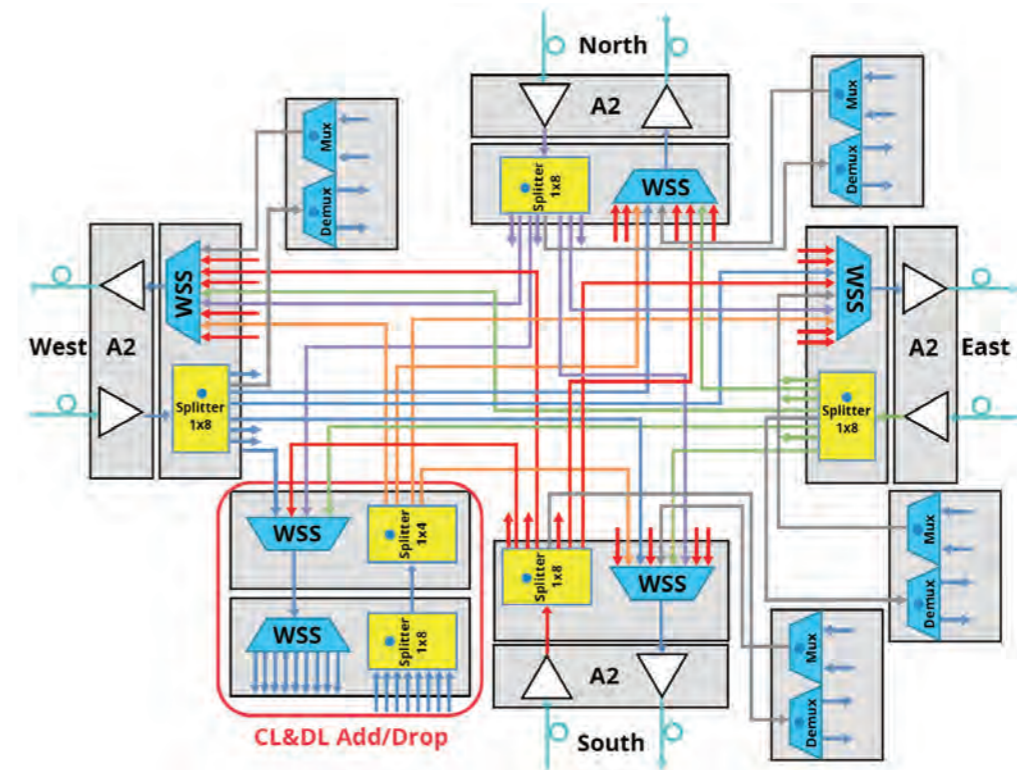 North
A2
Splitter
1x8
WSS
Mux
Demux
Mux
Demux
West
A2
WSS
Splitter
1x8
WSS
Splitter
1x8
A2
East
WSS
Splitter
1x4
WSS
Splitter
1x8
CL&DL Add/Drop
Splitter
1x8
WSS
A2
South
Mux
Demux
Mux
Demux